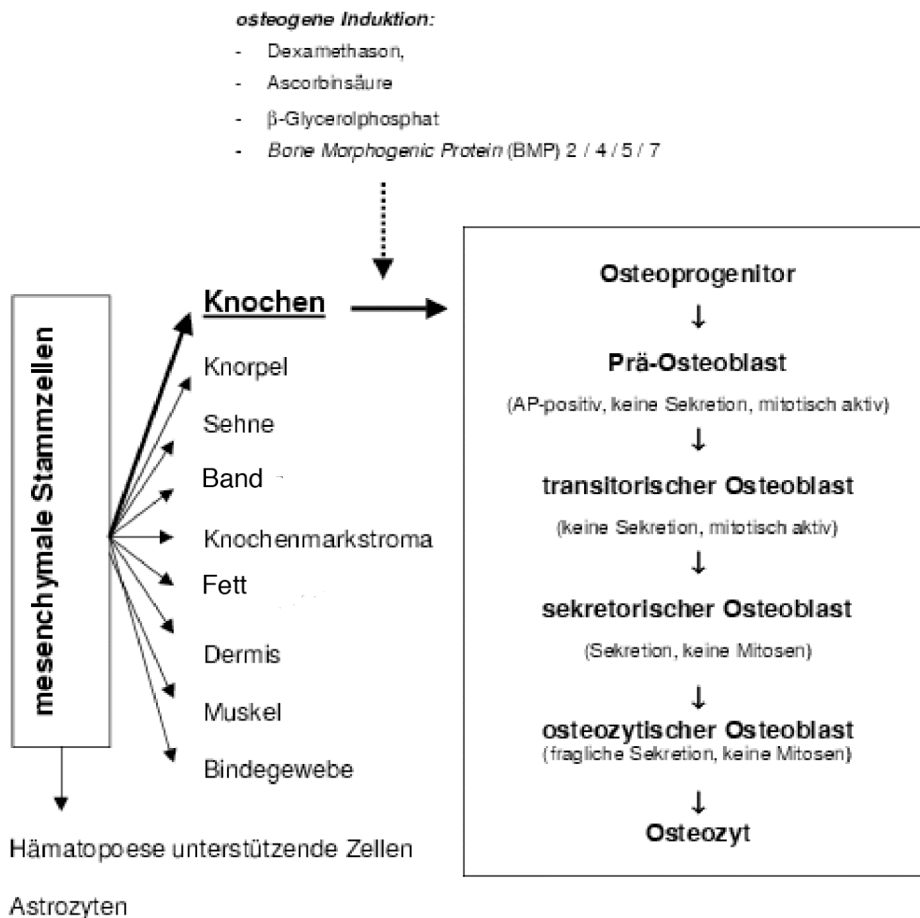 osteogene Induktion:
- Dexamethason,
- Ascorbinsäure
- β-Glycerolphosphat
- Bone Morphogenic Protein (BMP) 2 / 4 / 5 / 7
mesenchymale Stammzellen
Knochen
Knorpel
Sehne
Band
Knochenmarkstroma
Fett
Dermis
Muskel
Bindegewebe
Hämatopoese unterstützende Zellen
Astrozyten
Osteoprogenitor
↓
Prä-Osteoblast
(AP-positiv, keine Sekretion, mitotisch aktiv)
↓
transitorischer Osteoblast
(keine Sekretion, mitotisch aktiv)
↓
sekretorischer Osteoblast
(Sekretion, keine Mitosen)
↓
osteozytischer Osteoblast
(fragliche Sekretion, keine Mitosen)
↓
Osteozyt